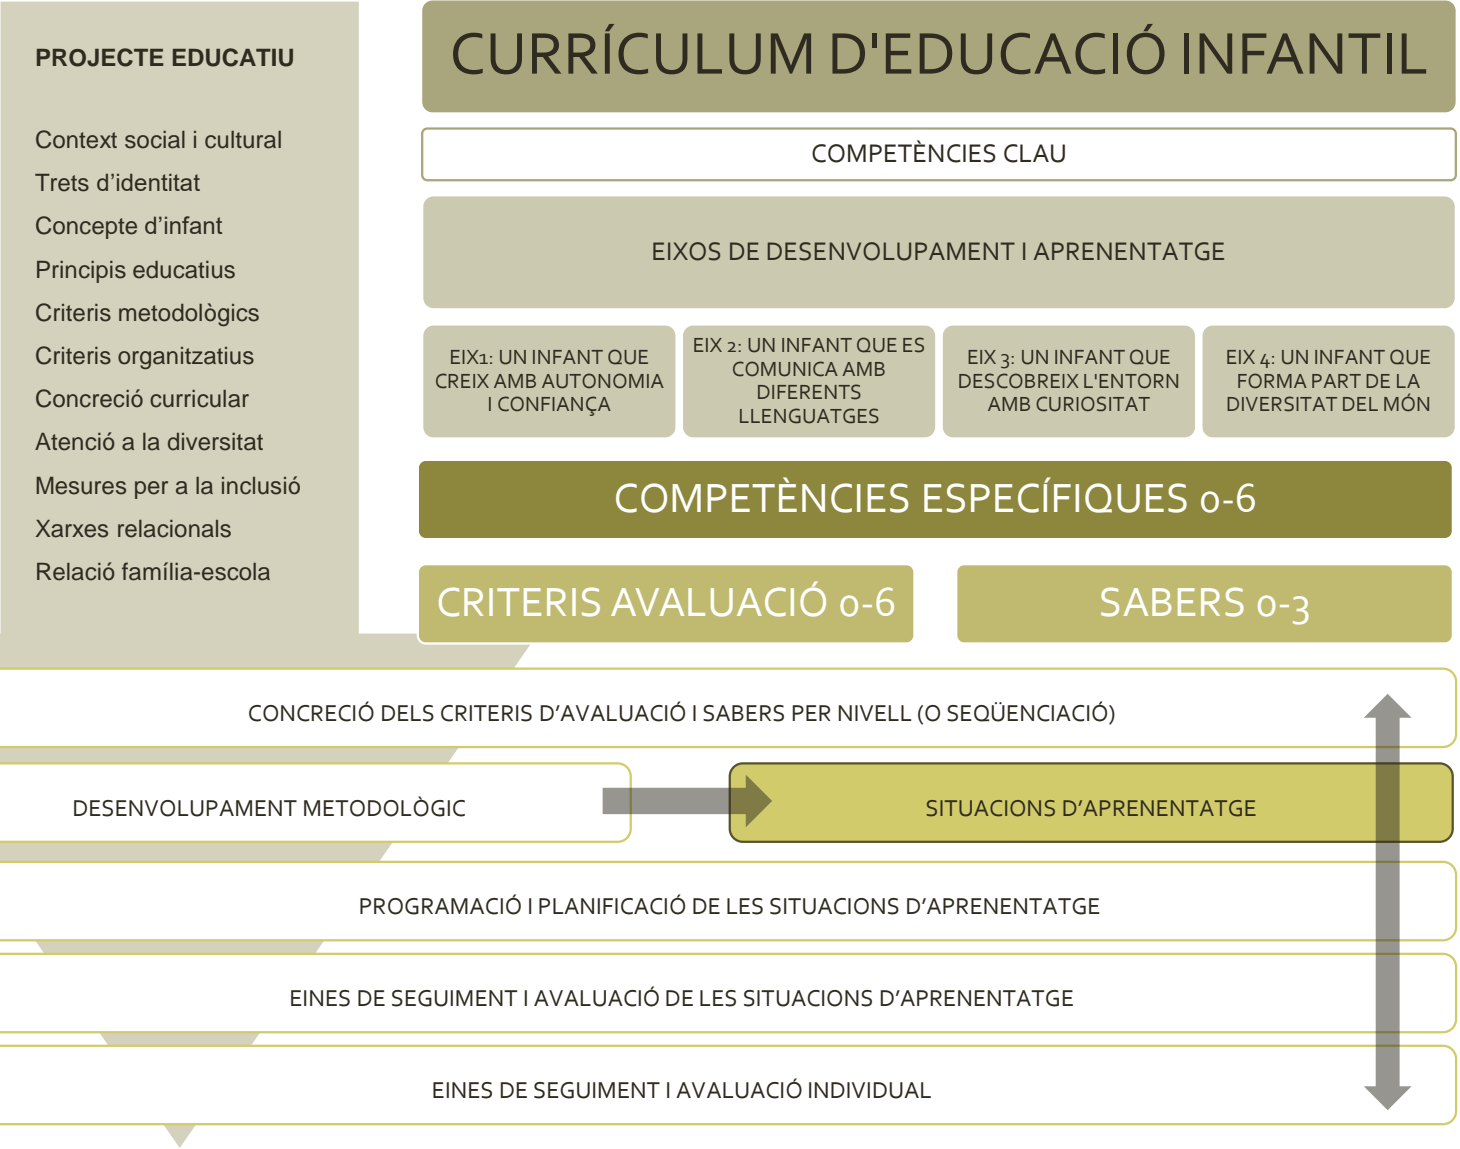 PROJECTE EDUCATIU
Context social i cultural
Trets d’identitat
Concepte d’infant
Principis educatius
Criteris metodològics
Criteris organitzatius
Concreció curricular
Atenció a la diversitat
Mesures per a la inclusió
Xarxes relacionals
Relació família-escola
CURRÍCULUM D'EDUCACIÓ INFANTIL
COMPETÈNCIES CLAU
EIXOS DE DESENVOLUPAMENT I APRENENTATGE
EIX1: UN INFANT QUE
CREIX AMB AUTONOMIA
I CONFIANÇA
EIX 2: UN INFANT QUE ES
COMUNICA AMB
DIFERENTS
LLENGUATGES
EIX 3: UN INFANT QUE
DESCOBREIX L'ENTORN
AMB CURIOSITAT
EIX 4: UN INFANT QUE
FORMA PART DE LA
DIVERSITAT DEL MÓN
COMPETÈNCIES ESPECÍFIQUES 0-6
CRITERIS AVALUACIÓ 0-6
SABERS 0-3
CONCRECIÓ DELS CRITERIS D’AVALUACIÓ I SABERS PER NIVELL (O SEQÜENCIACIÓ)
DESENVOLUPAMENT METODOLÒGIC
SITUACIONS D’APRENENTATGE
PROGRAMACIÓ I PLANIFICACIÓ DE LES SITUACIONS D’APRENENTATGE
EINES DE SEGUIMENT I AVALUACIÓ DE LES SITUACIONS D’APRENENTATGE
EINES DE SEGUIMENT I AVALUACIÓ INDIVIDUAL